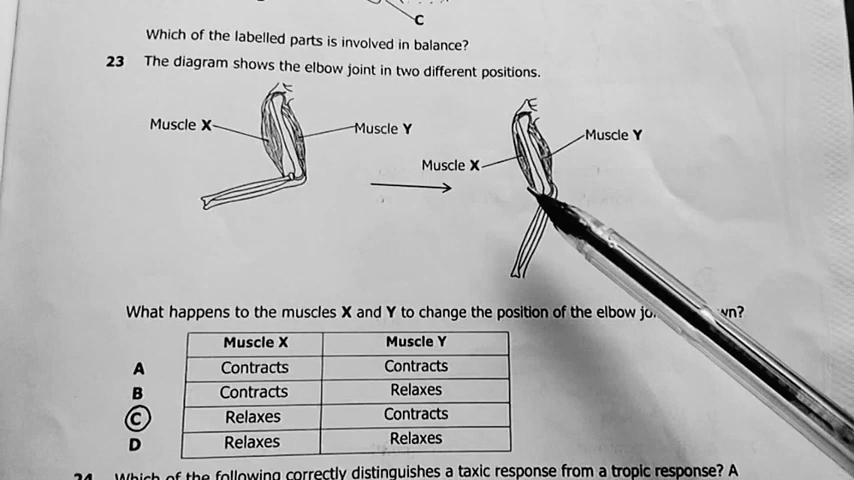 C
Which of the labelled parts is involved in balance?
23 The diagram shows the elbow joint in two different positions.
Muscle X
Muscle Y
Muscle Y
Muscle X
What happens to the muscles X and Y to change the position of the elbow
Muscle X Muscle Y
A Contracts Contracts
B Contracts Relaxes
C Relaxes Contracts
D Relaxes Relaxes
24 Which of the following correctly distinguishes a taxic response from a tropic response? A